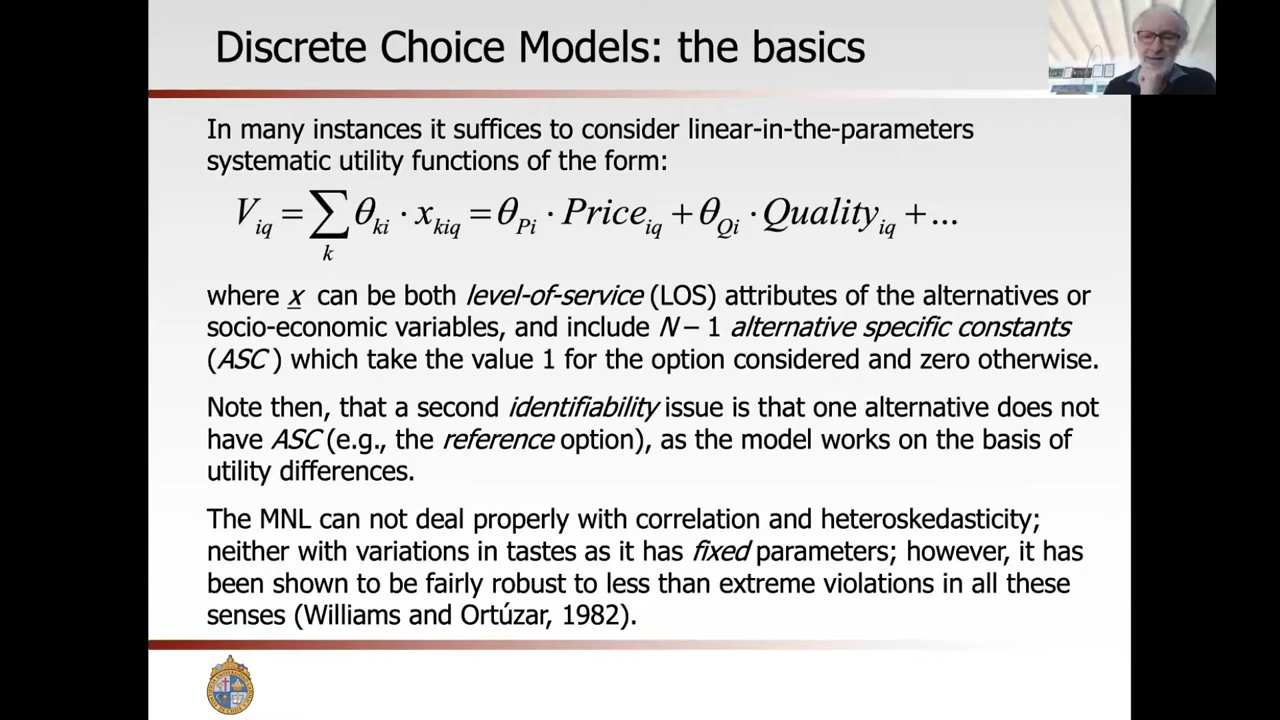 Discrete Choice Models: the basics
In many instances it suffices to consider linear-in-the-parameters
systematic utility functions of the form:
V_iq = ∑_k θ_ki · x_kiq = θ_Pi · Price_iq + θ_Qi · Quality_iq + ...
where x can be both level-of-service (LOS) attributes of the alternatives or
socio-economic variables, and include N – 1 alternative specific constants
(ASC ) which take the value 1 for the option considered and zero otherwise.
Note then, that a second identifiability issue is that one alternative does not
have ASC (e.g., the reference option), as the model works on the basis of
utility differences.
The MNL can not deal properly with correlation and heteroskedasticity;
neither with variations in tastes as it has fixed parameters; however, it has
been shown to be fairly robust to less than extreme violations in all these
senses (Williams and Ortúzar, 1982).